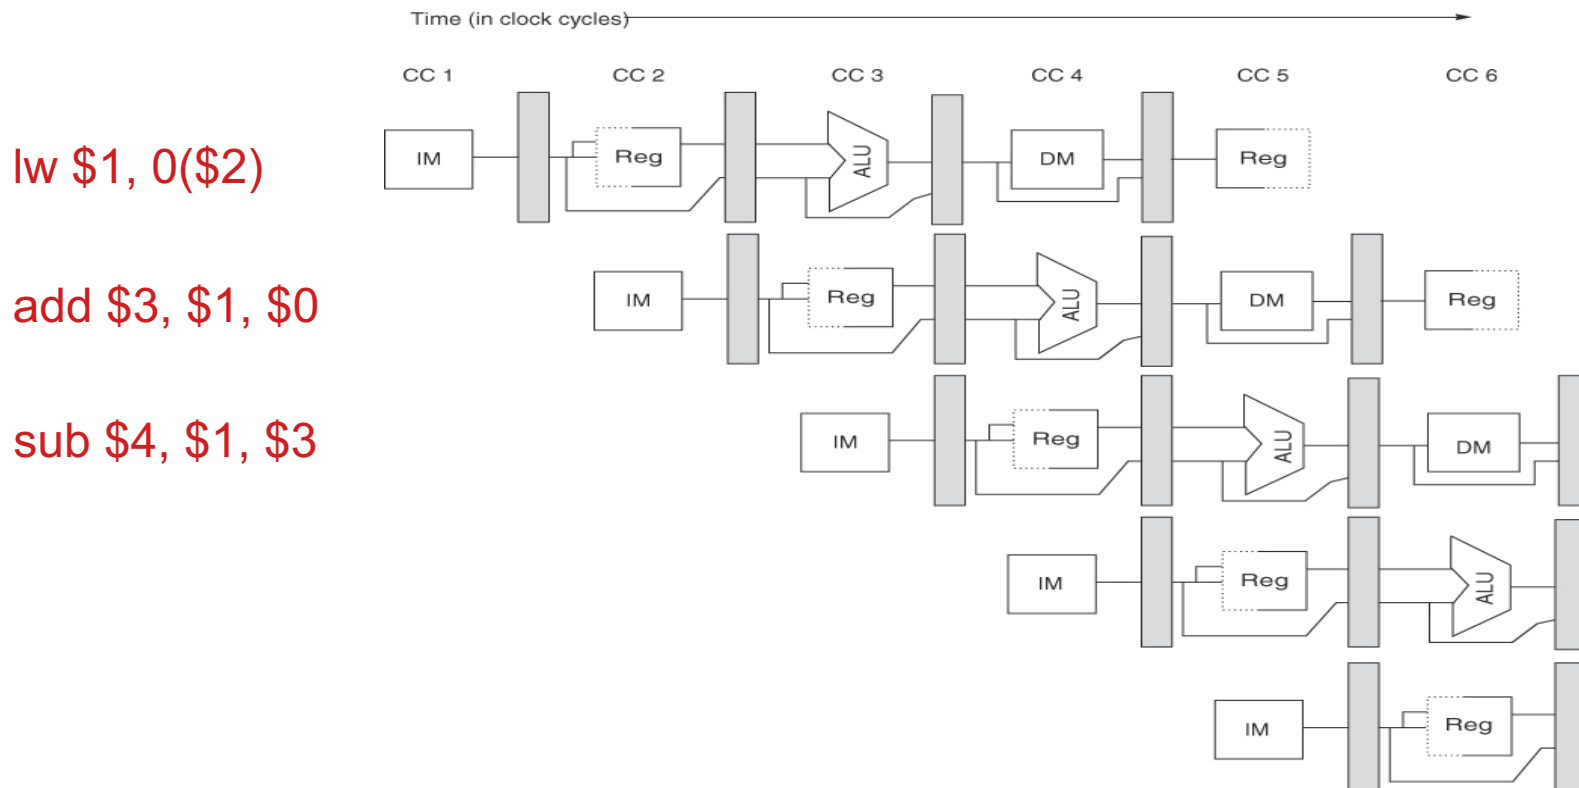 Time (in clock cycles)
CC 1 CC 2 CC 3 CC 4 CC 5 CC 6
lw $1, 0($2) IM Reg ALU DM Reg
add $3, $1, $0 IM Reg ALU DM Reg
sub $4, $1, $3 IM Reg ALU DM
IM Reg ALU
IM Reg